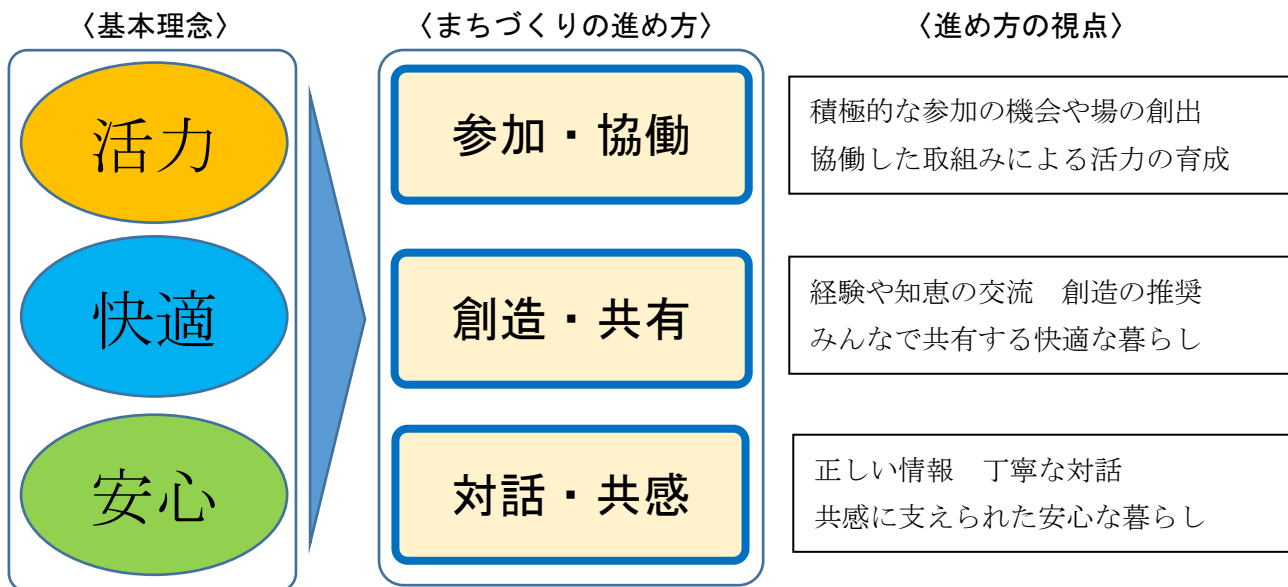 〈基本理念〉
〈まちづくりの進め方〉
〈進め方の視点〉
活力
参加・協働
積極的な参加の機会や場の創出
協働した取組みによる活力の育成
快適
創造・共有
経験や知恵の交流　創造の推奨
みんなで共有する快適な暮らし
安心
対話・共感
正しい情報　丁寧な対話
共感に支えられた安心な暮らし